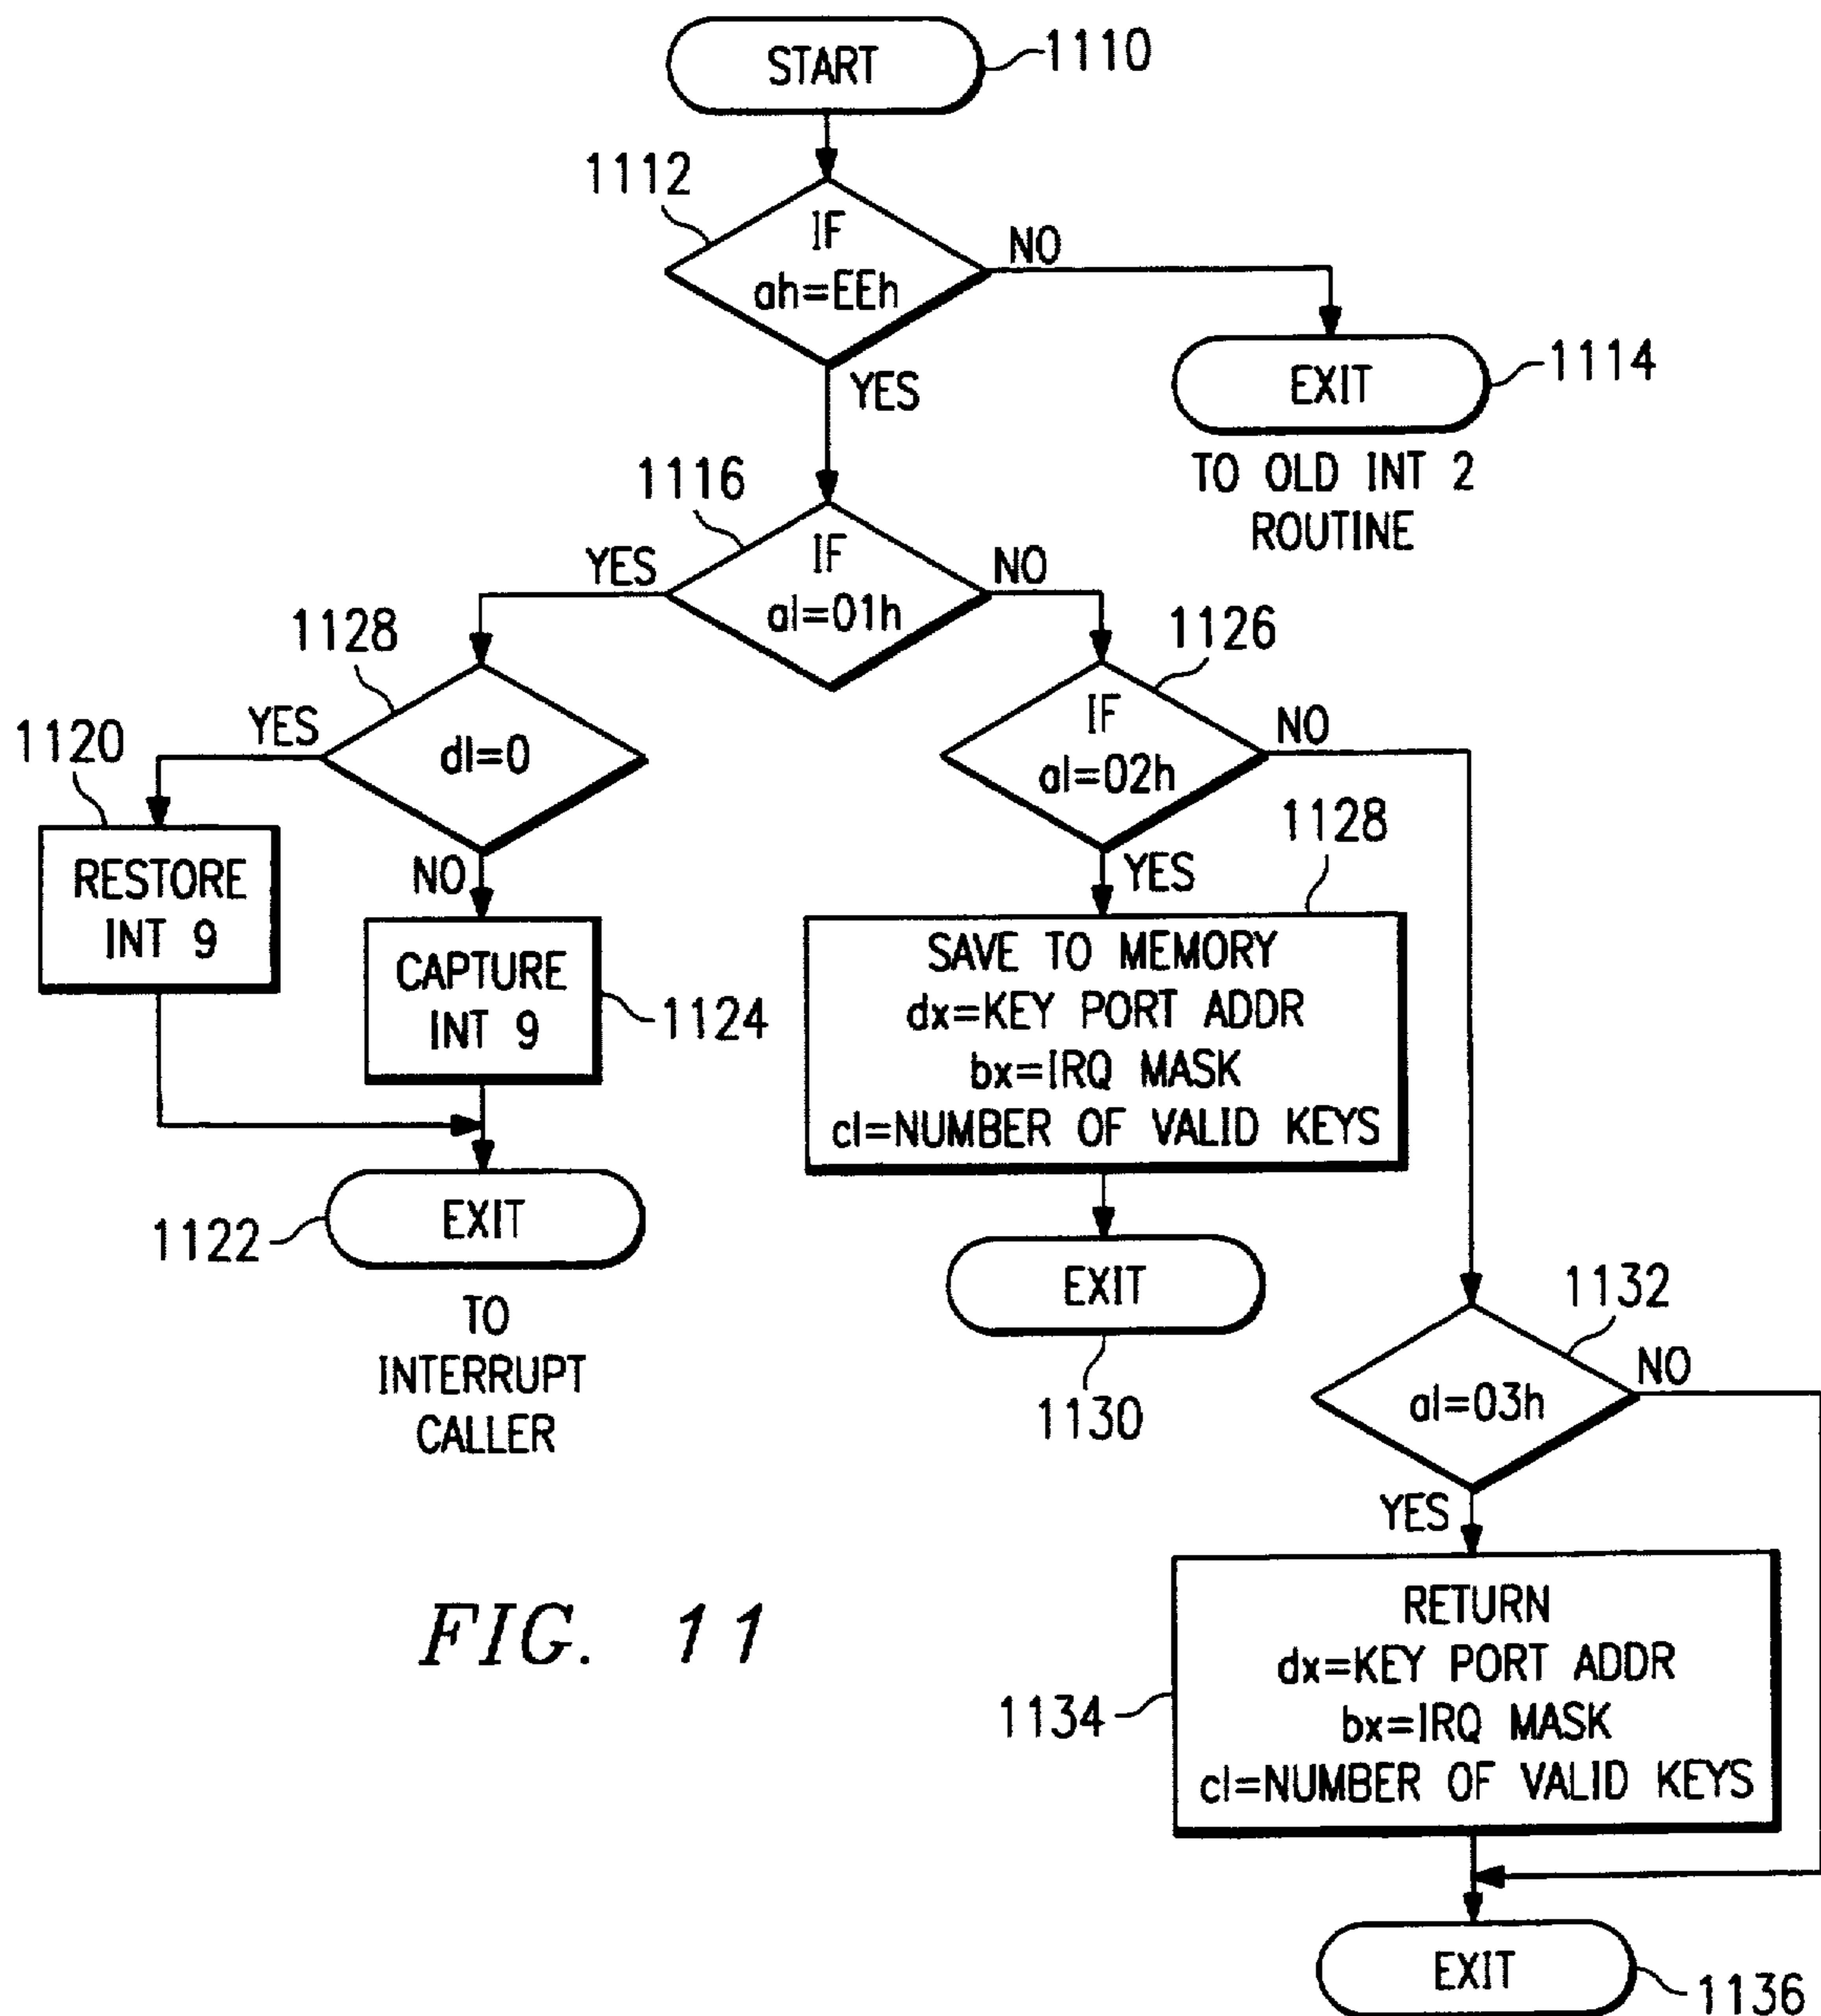 START
1110
1112
IF
ah=EEh
NO
YES
EXIT
1114
TO OLD INT 2
ROUTINE
1116
IF
al=01h
YES
NO
1128
dl=0
YES
NO
1120
RESTORE
INT 9
CAPTURE
INT 9
1124
EXIT
1122
TO
INTERRUPT
CALLER
1126
IF
al=02h
NO
YES
1128
SAVE TO MEMORY
dx=KEY PORT ADDR
bx=IRQ MASK
cl=NUMBER OF VALID KEYS
EXIT
1130
1132
al=03h
NO
YES
RETURN
dx=KEY PORT ADDR
bx=IRQ MASK
cl=NUMBER OF VALID KEYS
1134
EXIT
1136
FIG. 11